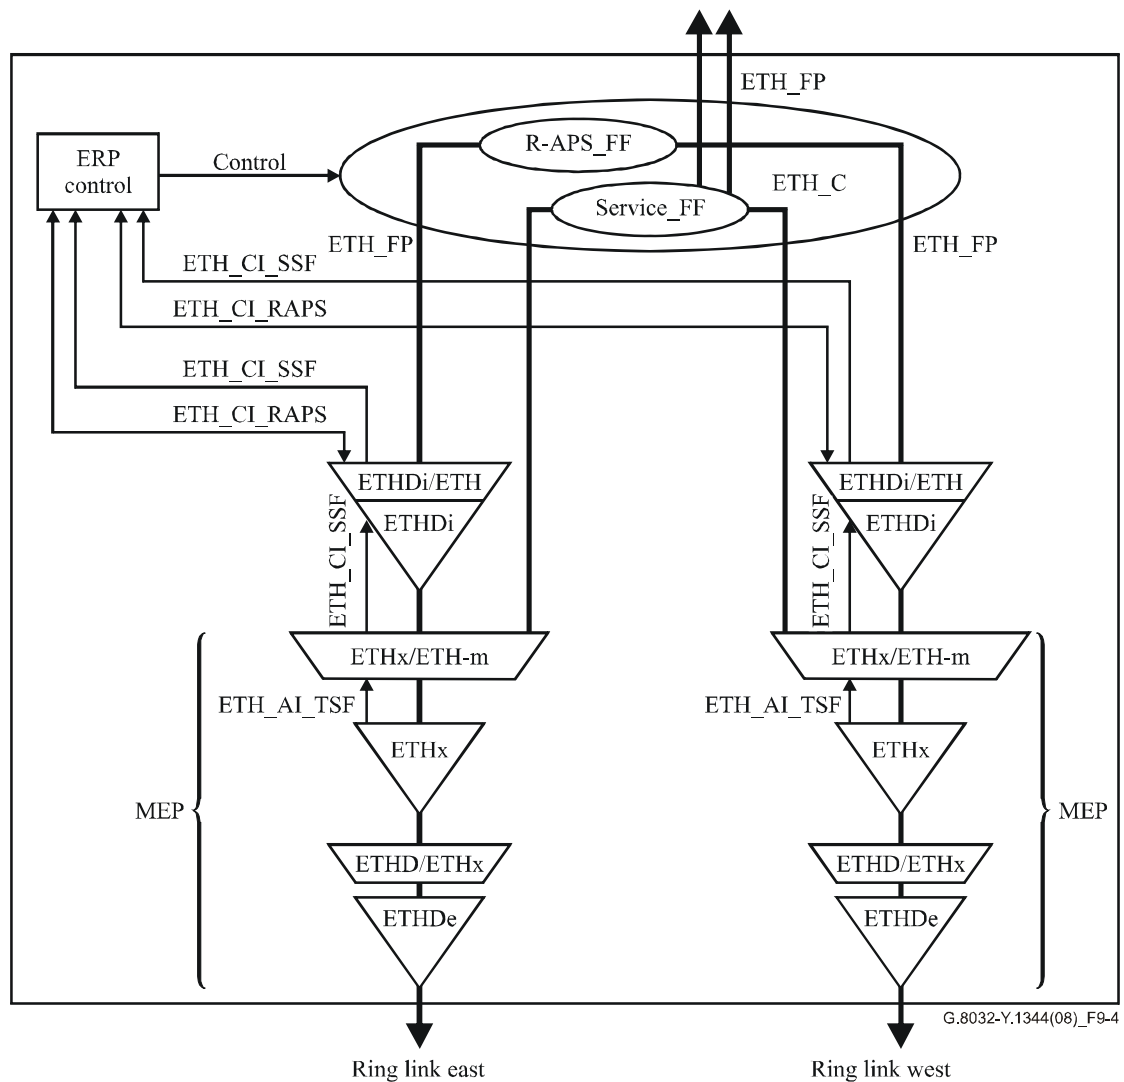 ETH_FP
R-APS_FF
ERP
control
Control
ETH_C
Service_FF
ETH_FP
ETH_FP
ETH_CI_SSF
ETH_CI_RAPS
ETH_CI_SSF
ETH_CI_RAPS
ETHDi/ETH
ETHDi/ETH
ETHDi
ETHDi
ETH_CI_SSF
ETH_CI_SSF
ETHx/ETH-m
ETHx/ETH-m
ETH_AI_TSF
ETH_AI_TSF
ETHx
ETHx
MEP
MEP
ETHD/ETHx
ETHD/ETHx
ETHDe
ETHDe
G.8032-Y.1344(08)_F9-4
Ring link east
Ring link west